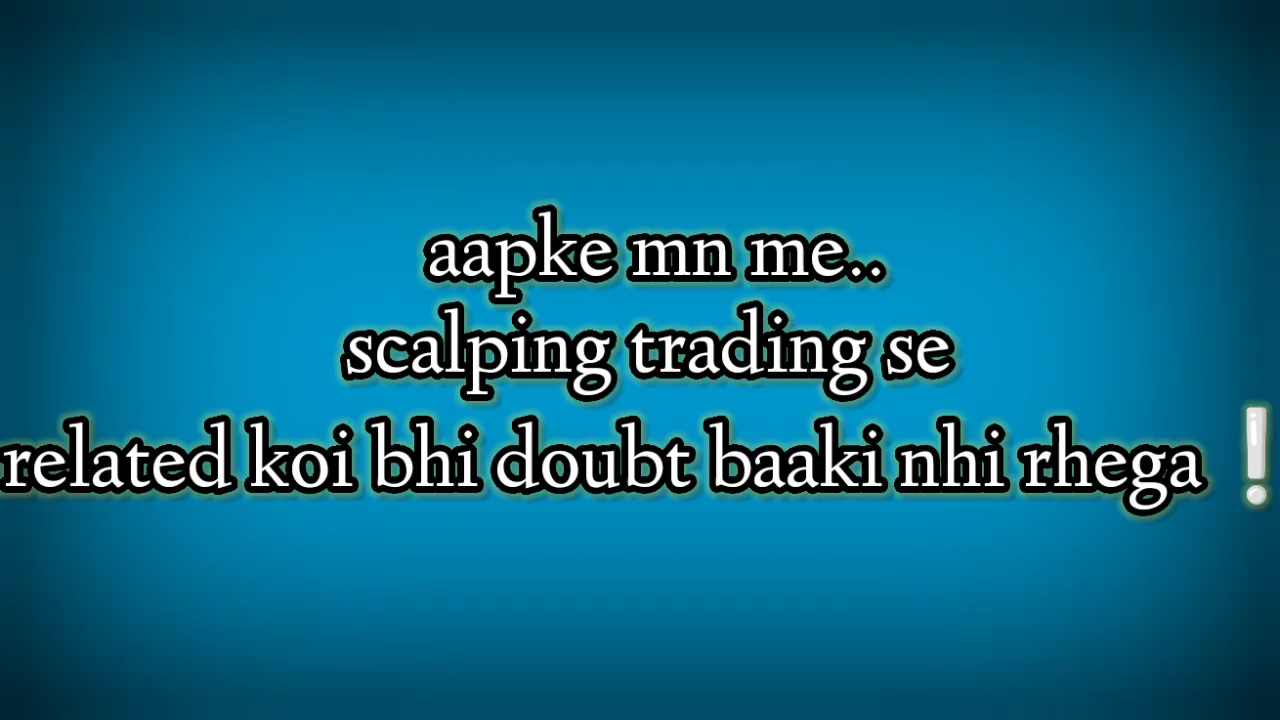 aapke mn me..
scalping trading se
related koi bhi doubt baaki nhi rhega ❕